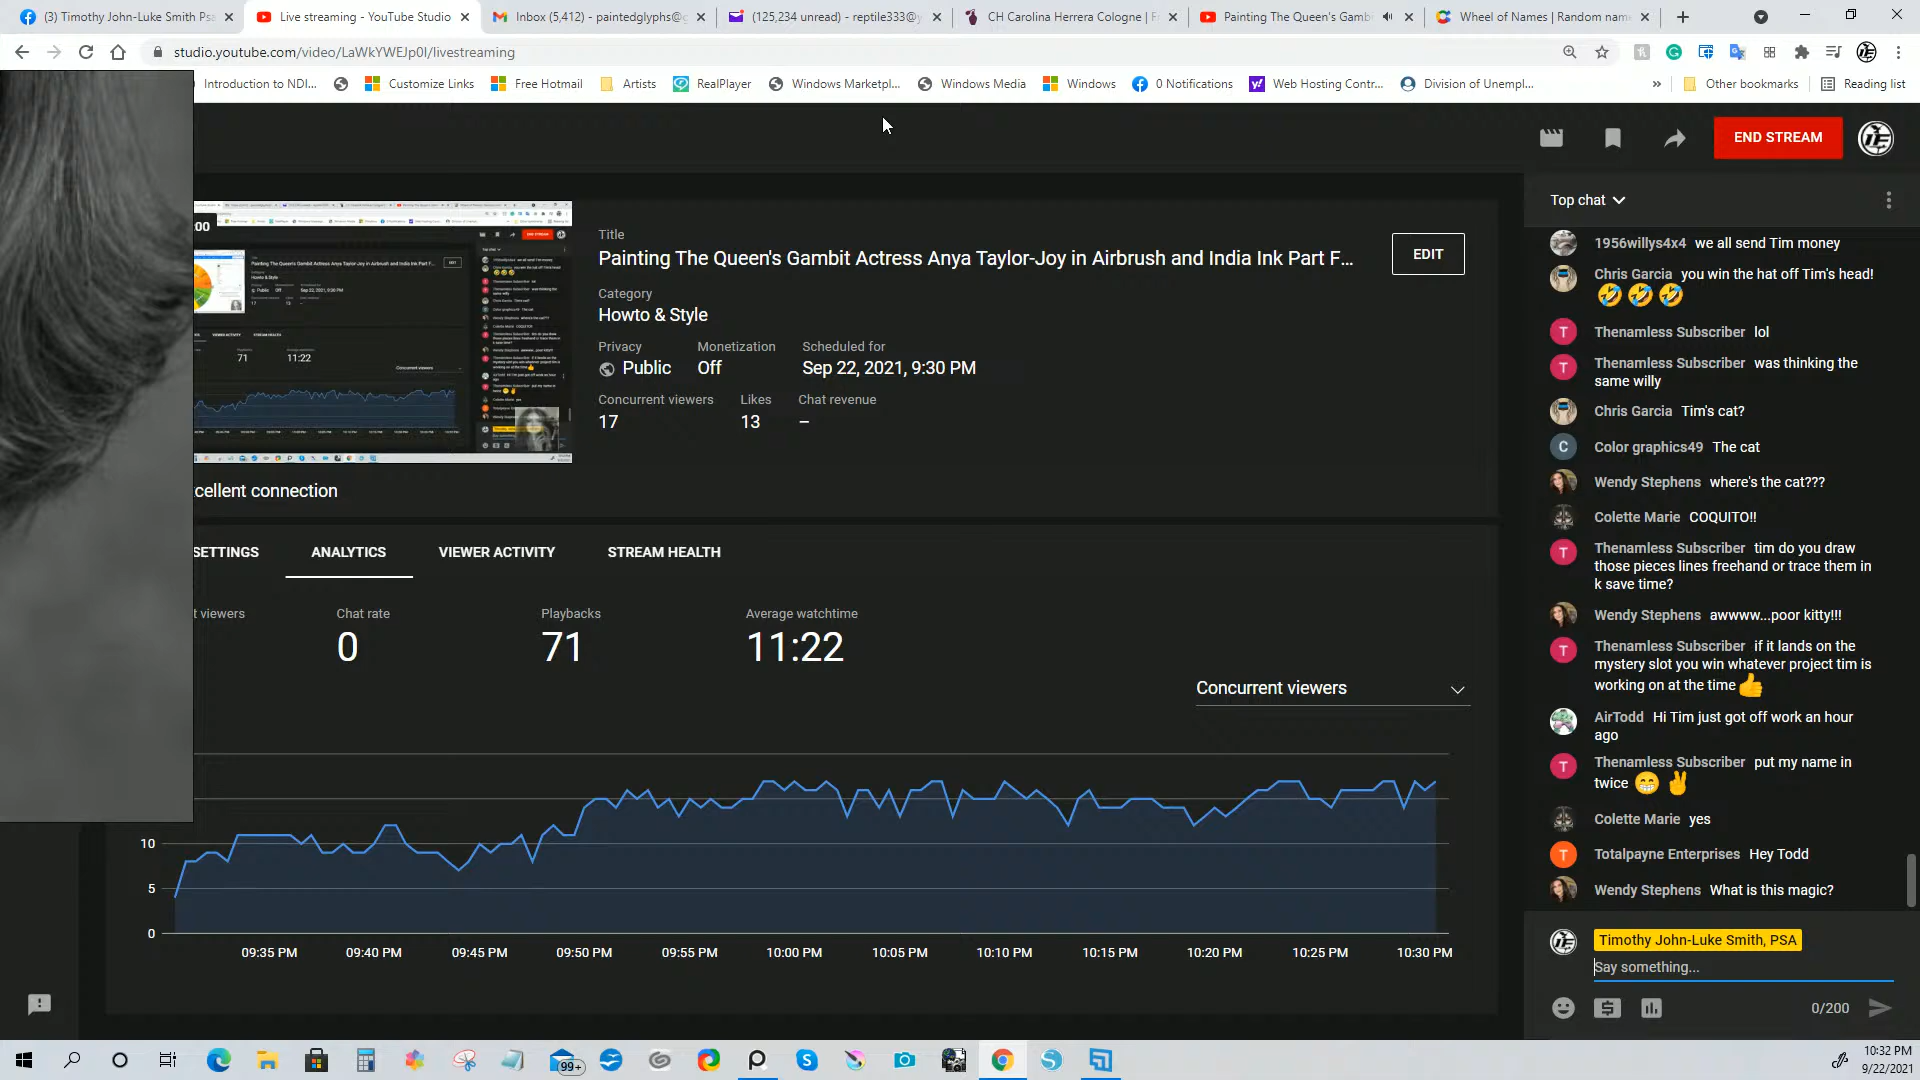 (3) Timothy John-Luke Smith Psa
Live streaming - YouTube Studio
Inbox (5,412) - paintedglyphs@g
(125,234 unread) - reptile333@y
CH Carolina Herrera Cologne | F
Painting The Queen's Gamb
Wheel of Names | Random name
studio.youtube.com/video/LaWkYWEJp0I/livestreaming
Introduction to NDI...
Customize Links
Free Hotmail
Artists
RealPlayer
Windows Marketpl...
Windows Media
Windows
0 Notifications
Web Hosting Contr...
Division of Unempl...
»
Other bookmarks
Reading list
END STREAM
Title
Painting The Queen's Gambit Actress Anya Taylor-Joy in Airbrush and India Ink Part F...
EDIT
Category
Howto & Style
Privacy
Public
Monetization
Off
Scheduled for
Sep 22, 2021, 9:30 PM
Concurrent viewers
17
Likes
13
Chat revenue
–
cellent connection
SETTINGS
ANALYTICS
VIEWER ACTIVITY
STREAM HEALTH
t viewers
Chat rate
0
Playbacks
71
Average watchtime
11:22
Concurrent viewers
10
5
0
09:35 PM
09:40 PM
09:45 PM
09:50 PM
09:55 PM
10:00 PM
10:05 PM
10:10 PM
10:15 PM
10:20 PM
10:25 PM
10:30 PM
Top chat
1956willys4x4 we all send Tim money
Chris Garcia you win the hat off Tim's head!
🤣🤣🤣
Thenamless Subscriber lol
Thenamless Subscriber was thinking the
same willy
Chris Garcia Tim's cat?
Color graphics49 The cat
Wendy Stephens where's the cat???
Colette Marie COQUITO!!
Thenamless Subscriber tim do you draw
those pieces lines freehand or trace them in
k save time?
Wendy Stephens awwww...poor kitty!!!
Thenamless Subscriber if it lands on the
mystery slot you win whatever project tim is
working on at the time 👍
AirTodd Hi Tim just got off work an hour
ago
Thenamless Subscriber put my name in
twice 😁 ✌
Colette Marie yes
Totalpayne Enterprises Hey Todd
Wendy Stephens What is this magic?
Timothy John-Luke Smith, PSA
Say something...
0/200
99+
10:32 PM
9/22/2021